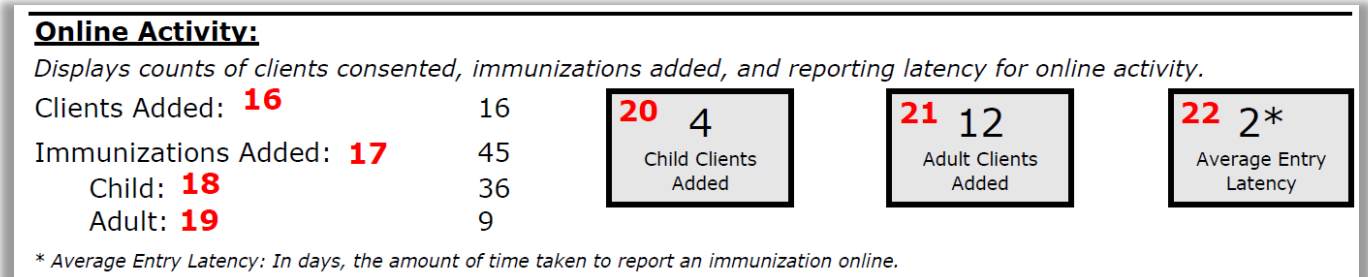 Online Activity:
Displays counts of clients consented, immunizations added, and reporting latency for online activity.
Clients Added: 16 16
Immunizations Added: 17 45
Child: 18 36
Adult: 19 9
20 4
Child Clients
Added
21 12
Adult Clients
Added
22 2*
Average Entry
Latency
* Average Entry Latency: In days, the amount of time taken to report an immunization online.